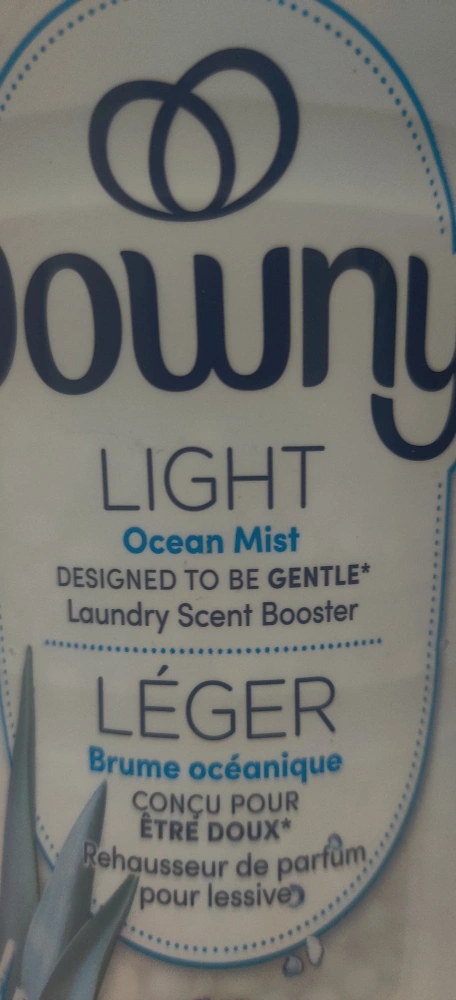 Downy
LIGHT
Ocean Mist
DESIGNED TO BE GENTLE*
Laundry Scent Booster
LÉGER
Brume océanique
CONÇU POUR
ÊTRE DOUX*
Rehausseur de parfum
pour lessive